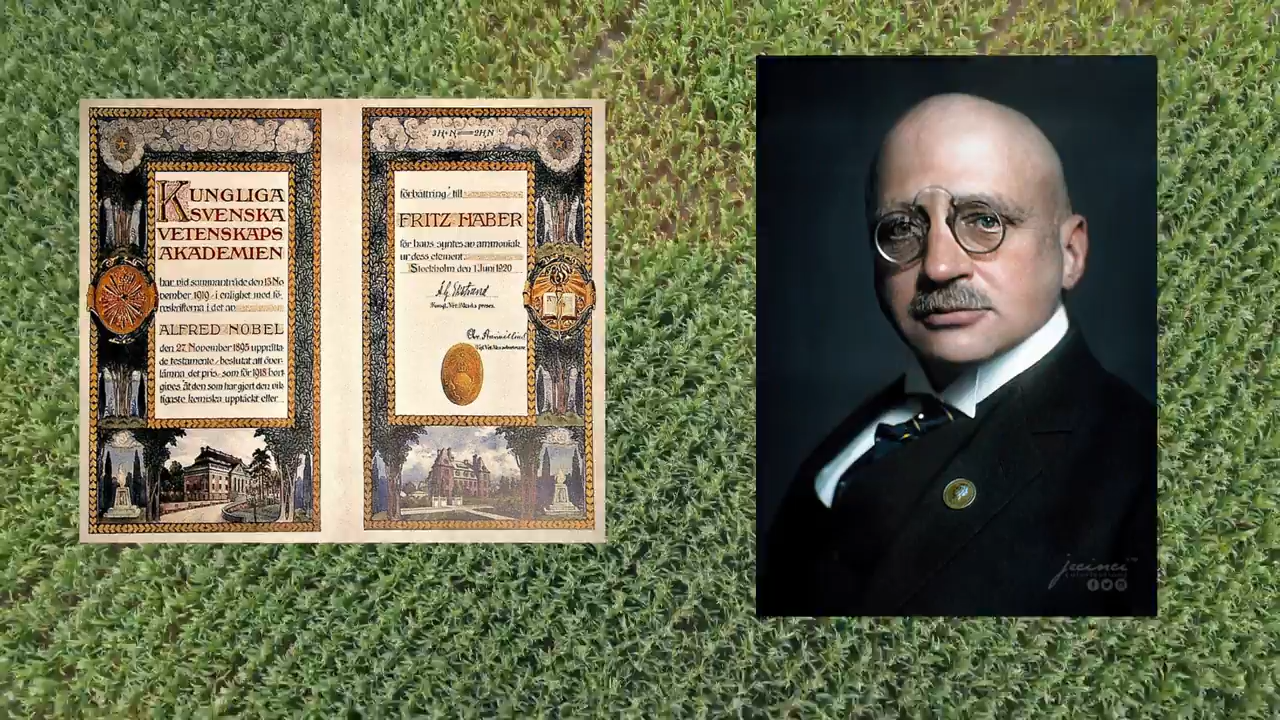 KUNGLIGA
SVENSKA
VETENSKAPS
AKADEMIEN
har vid sammanträde den 13 No
vember 1919 i enlighet med fö-
reskrifterna i det av
ALFRED NOBEL
den 27 November 1895 upprätta-
de testamente beslutat att över-
lämna det pris som för 1918 bort
givas åt den som har gjort den vik
tigaste kemiska upptäckt eller
3H+N 2HN
förbättring till
FRITZ HABER
för hans syntes av ammoniak
ur dess element
Stockholm den 1 Juni 1920
jecinci